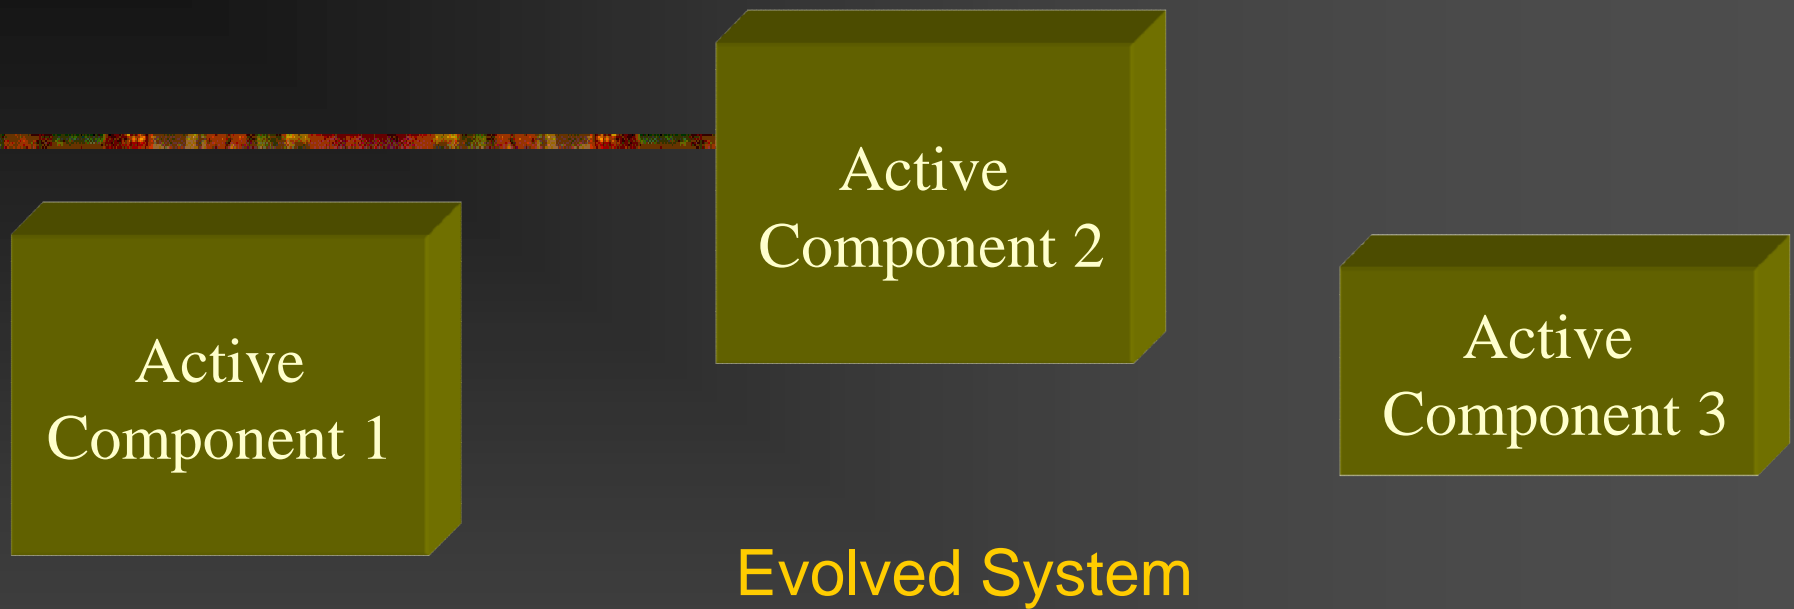 Active
Component 1
Active
Component 2
Active
Component 3
Evolved System